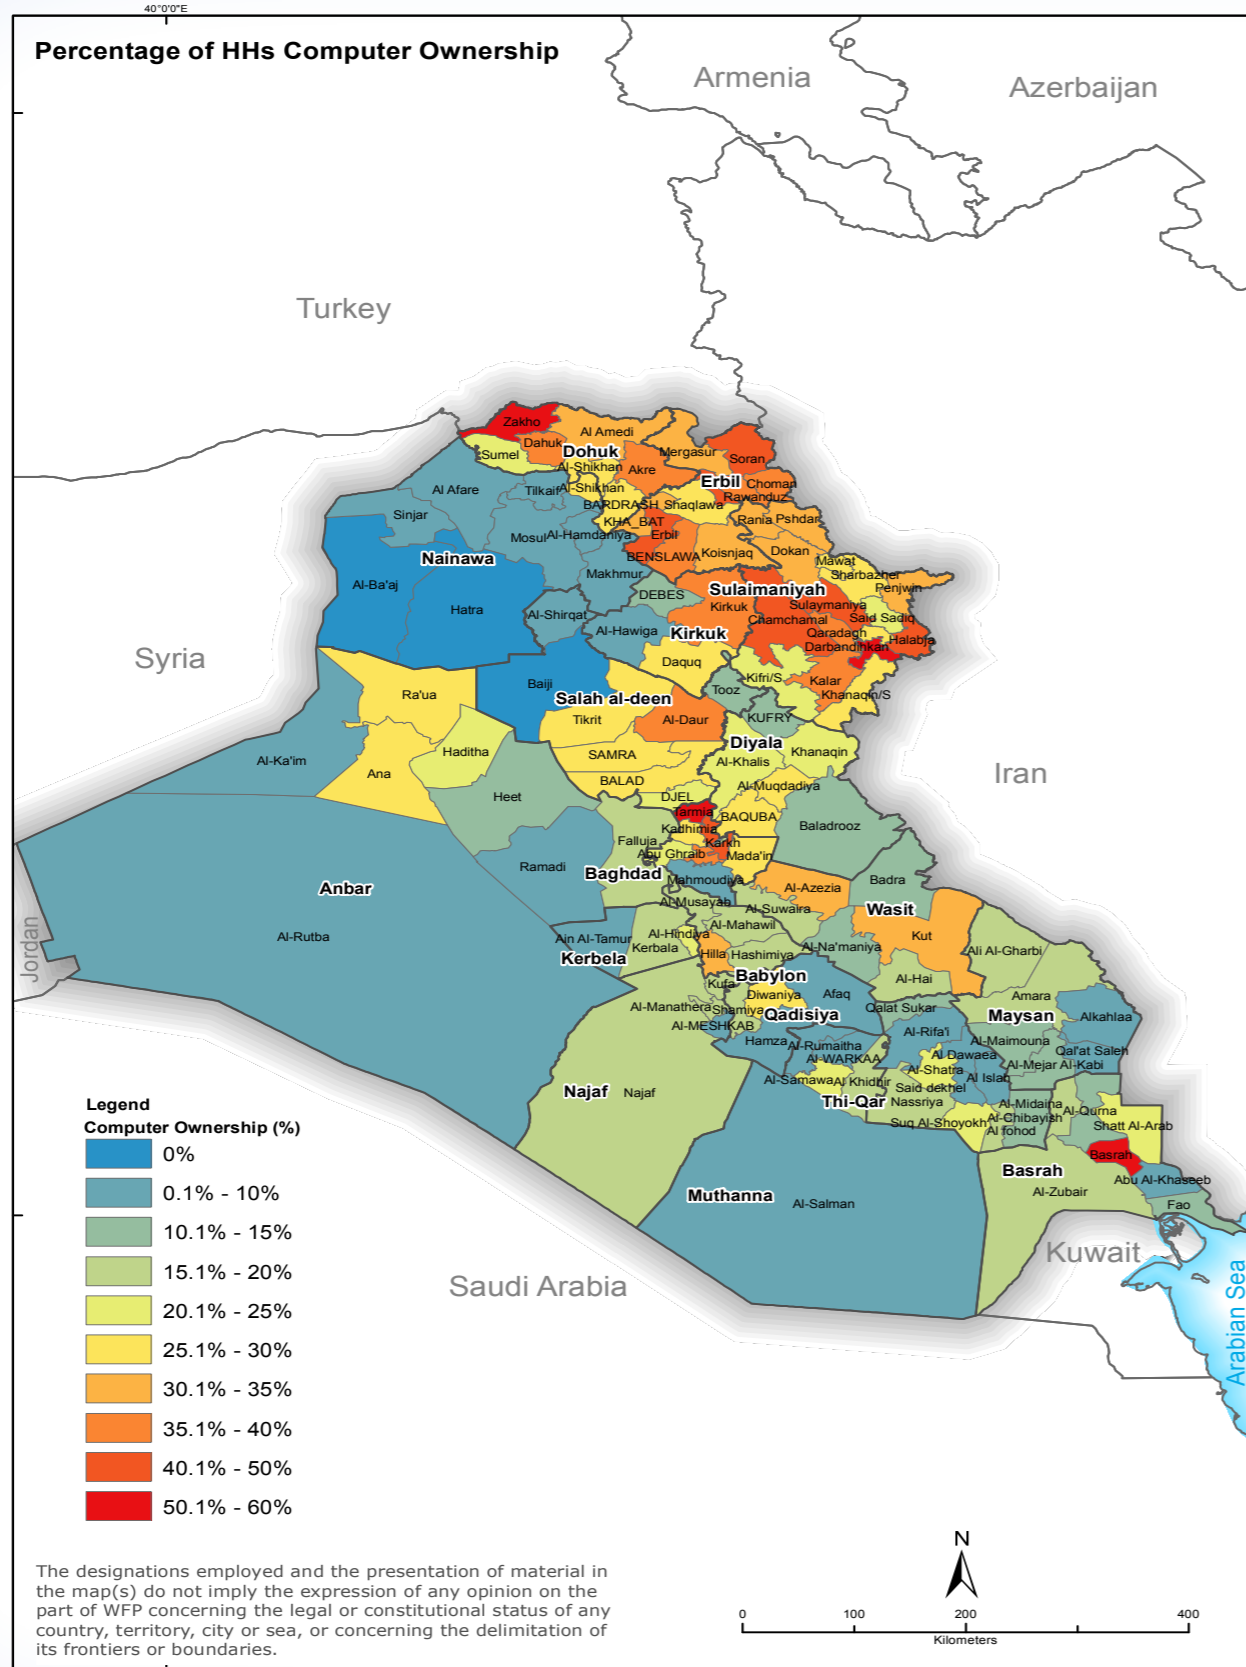 40°0'0"E
Percentage of HHs Computer Ownership
Armenia
Azerbaijan
Turkey
Syria
Jordan
Iran
Saudi Arabia
Kuwait
Arabian Sea
Zakho
Al Amedi
Dahuk
Dohuk
Sumel
Al-Shikhan
Akre
Mergasur
Soran
Erbil
Choman
Rawanduz
Al Afare
Tilkaif
Al-Shikhan
BARDRASH
Shaqlawa
Sinjar
KHA_BAT
Rania
Pshdar
Mosul
Al-Hamdaniya
Erbil
Nainawa
BENSLAWA
Koisnjaq
Dokan
Mawat
Al-Ba'aj
Makhmur
Sharbazher
Penjwin
DEBES
Sulaimaniyah
Hatra
Al-Shirqat
Kirkuk
Sulaymaniya
Chamchamal
Said Sadiq
Al-Hawiga
Kirkuk
Qaradagh
Halabja
Darbandihkan
Daquq
Kifri/S
Kalar
Ra'ua
Baiji
Salah al-deen
Tooz
Khanaqin/S
Tikrit
Al-Daur
KUFRY
Diyala
Al-Ka'im
Haditha
SAMRA
Khanaqin
Al-Khalis
Ana
BALAD
Al-Muqdadiya
Heet
DJEL
Tarmia
BAQUBA
Baladrooz
Kadhimia
Falluja
Karkh
Abu Ghraib
Mada'in
Ramadi
Baghdad
Mahmoudiya
Anbar
Al-Azezia
Badra
Al-Musayab
Al-Suwaira
Wasit
Al-Rutba
Al-Mahawil
Ain Al-Tamur
Al-Hindiya
Kut
Kerbala
Kerbela
Hilla
Hashimiya
Al-Na'maniya
Ali Al-Gharbi
Babylon
Al-Hai
Kufa
Diwaniya
Afaq
Amara
Al-Manathera
Shamiya
Qadisiya
Qalat Sukar
Maysan
Alkahlaa
Al-MESHKAB
Al-Rifa'i
Al-Maimouna
Hamza
Al-Rumaitha
Al Dawaea
Qal'at Saleh
Al WARKAA
Al-Shatra
Al-Mejar
Al-Kabi
Al-Samawa
Al Khidhir
Al Islah
Said dekhel
Najaf
Najaf
Thi-Qar
Nassriya
Al-Midaina
Al-Qurna
Suq Al-Shoyokh
Al-Chibayish
Shatt Al-Arab
Al fohod
Basrah
Basrah
Abu Al-Khaseeb
Muthanna
Al-Salman
Al-Zubair
Fao
Legend
Computer Ownership (%)
0%
0.1% - 10%
10.1% - 15%
15.1% - 20%
20.1% - 25%
25.1% - 30%
30.1% - 35%
35.1% - 40%
40.1% - 50%
50.1% - 60%
The designations employed and the presentation of material in
the map(s) do not imply the expression of any opinion on the
part of WFP concerning the legal or constitutional status of any
country, territory, city or sea, or concerning the delimitation of
its frontiers or boundaries.
N
0 100 200 400
Kilometers